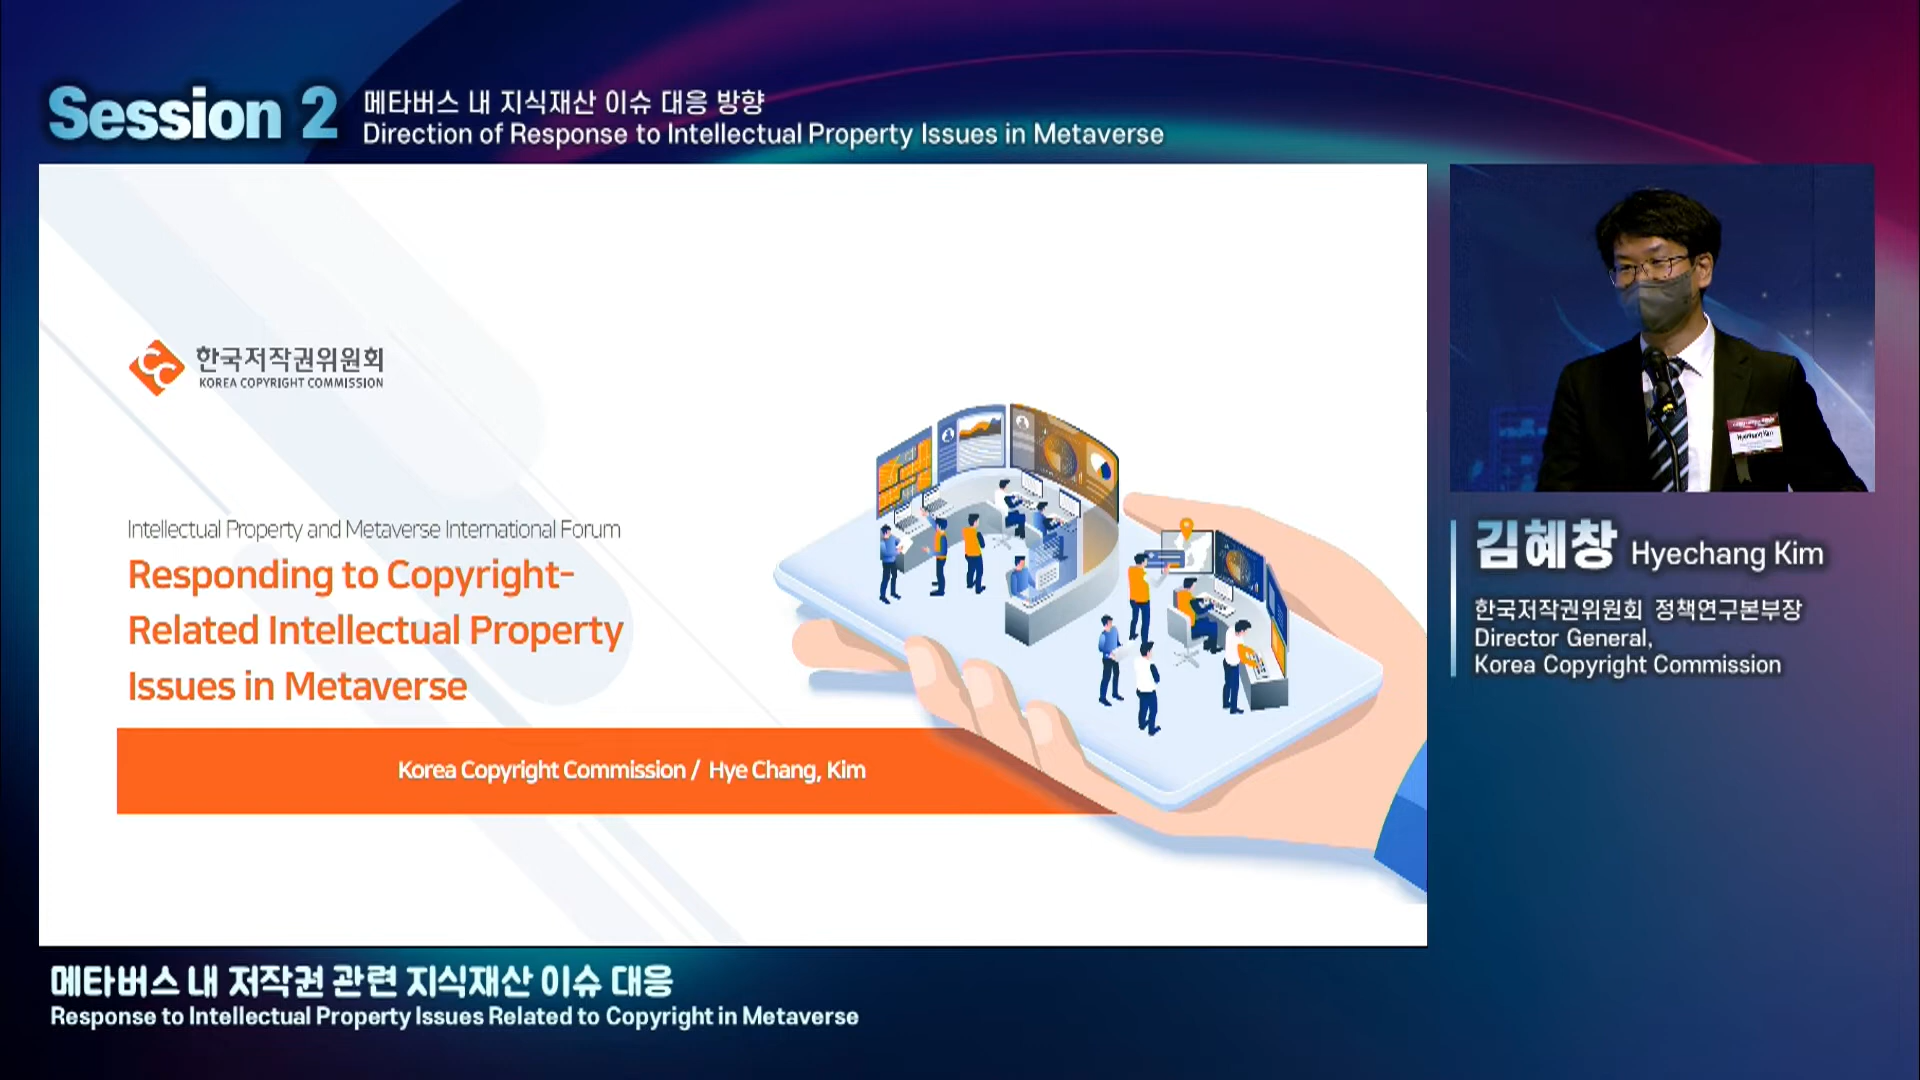 Session 2
메타버스 내 지식재산 이슈 대응 방향
Direction of Response to Intellectual Property Issues in Metaverse
CC
한국저작권위원회
KOREA COPYRIGHT COMMISSION
Intellectual Property and Metaverse International Forum
Responding to Copyright-
Related Intellectual Property
Issues in Metaverse
Korea Copyright Commission / Hye Chang, Kim
Hyechang Kim
김혜창 Hyechang Kim
한국저작권위원회 정책연구본부장
Director General,
Korea Copyright Commission
메타버스 내 저작권 관련 지식재산 이슈 대응
Response to Intellectual Property Issues Related to Copyright in Metaverse